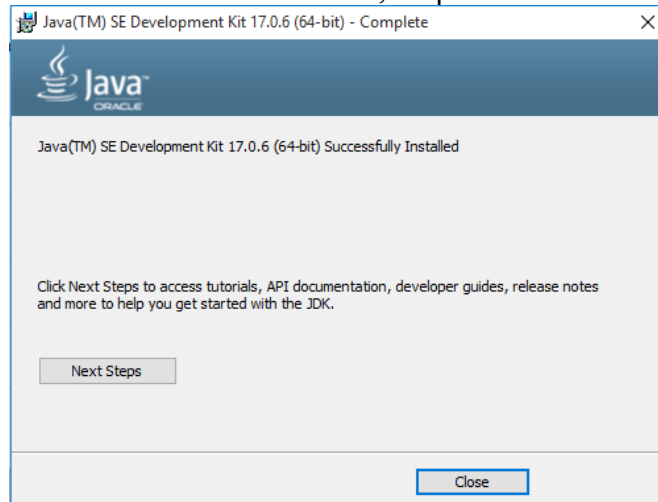 Java(TM) SE Development Kit 17.0.6 (64-bit) - Complete
Java™
ORACLE
Java(TM) SE Development Kit 17.0.6 (64-bit) Successfully Installed
Click Next Steps to access tutorials, API documentation, developer guides, release notes
and more to help you get started with the JDK.
Next Steps
Close